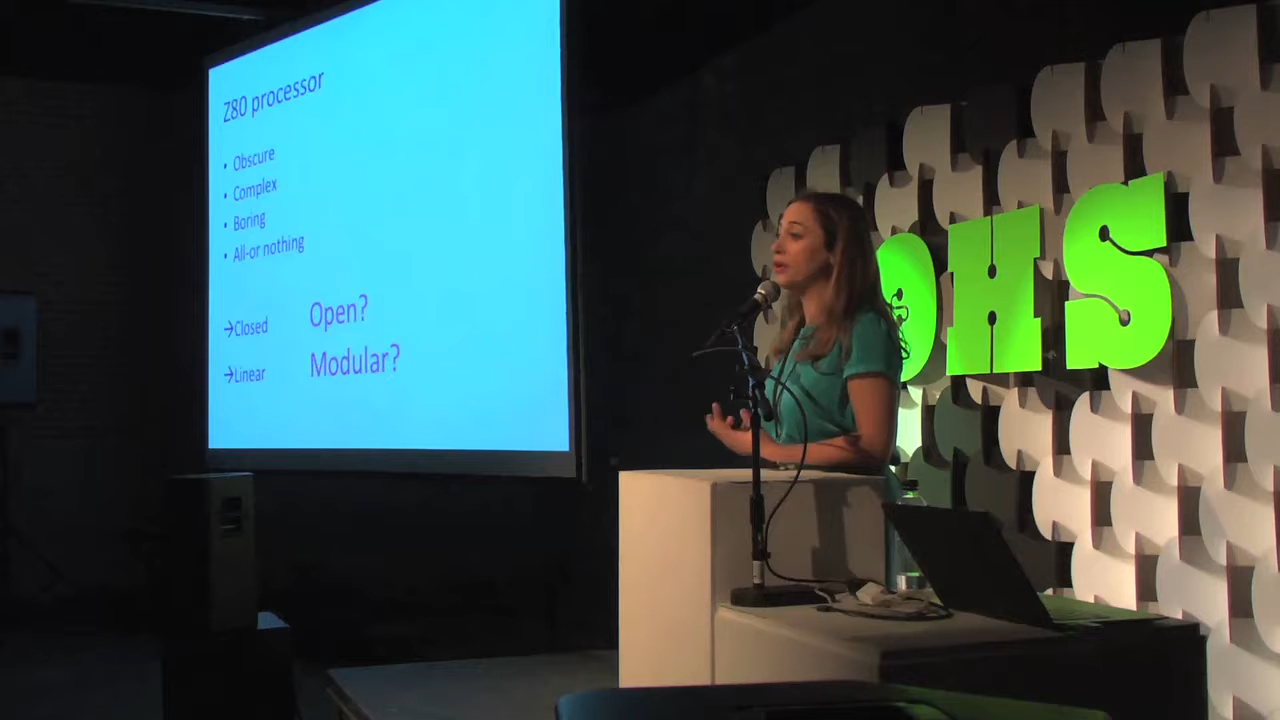 Z80 processor
• Obscure
• Complex
• Boring
• All-or nothing
→Closed Open?
→Linear Modular?
OHS